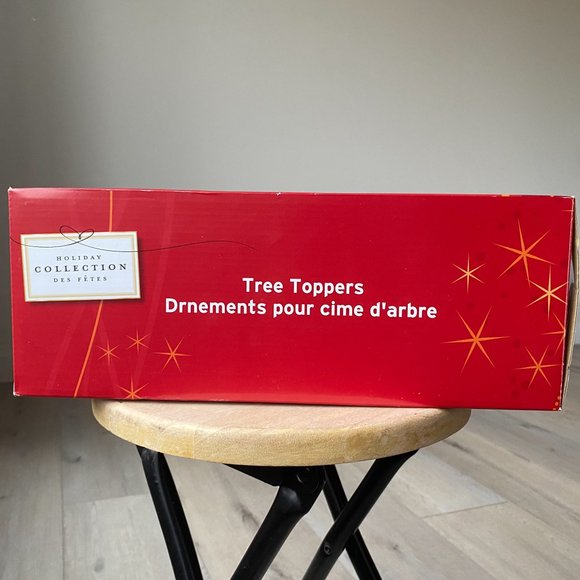 HOLIDAY
COLLECTION
DES FÊTES
Tree Toppers
Drnements pour cime d'arbre